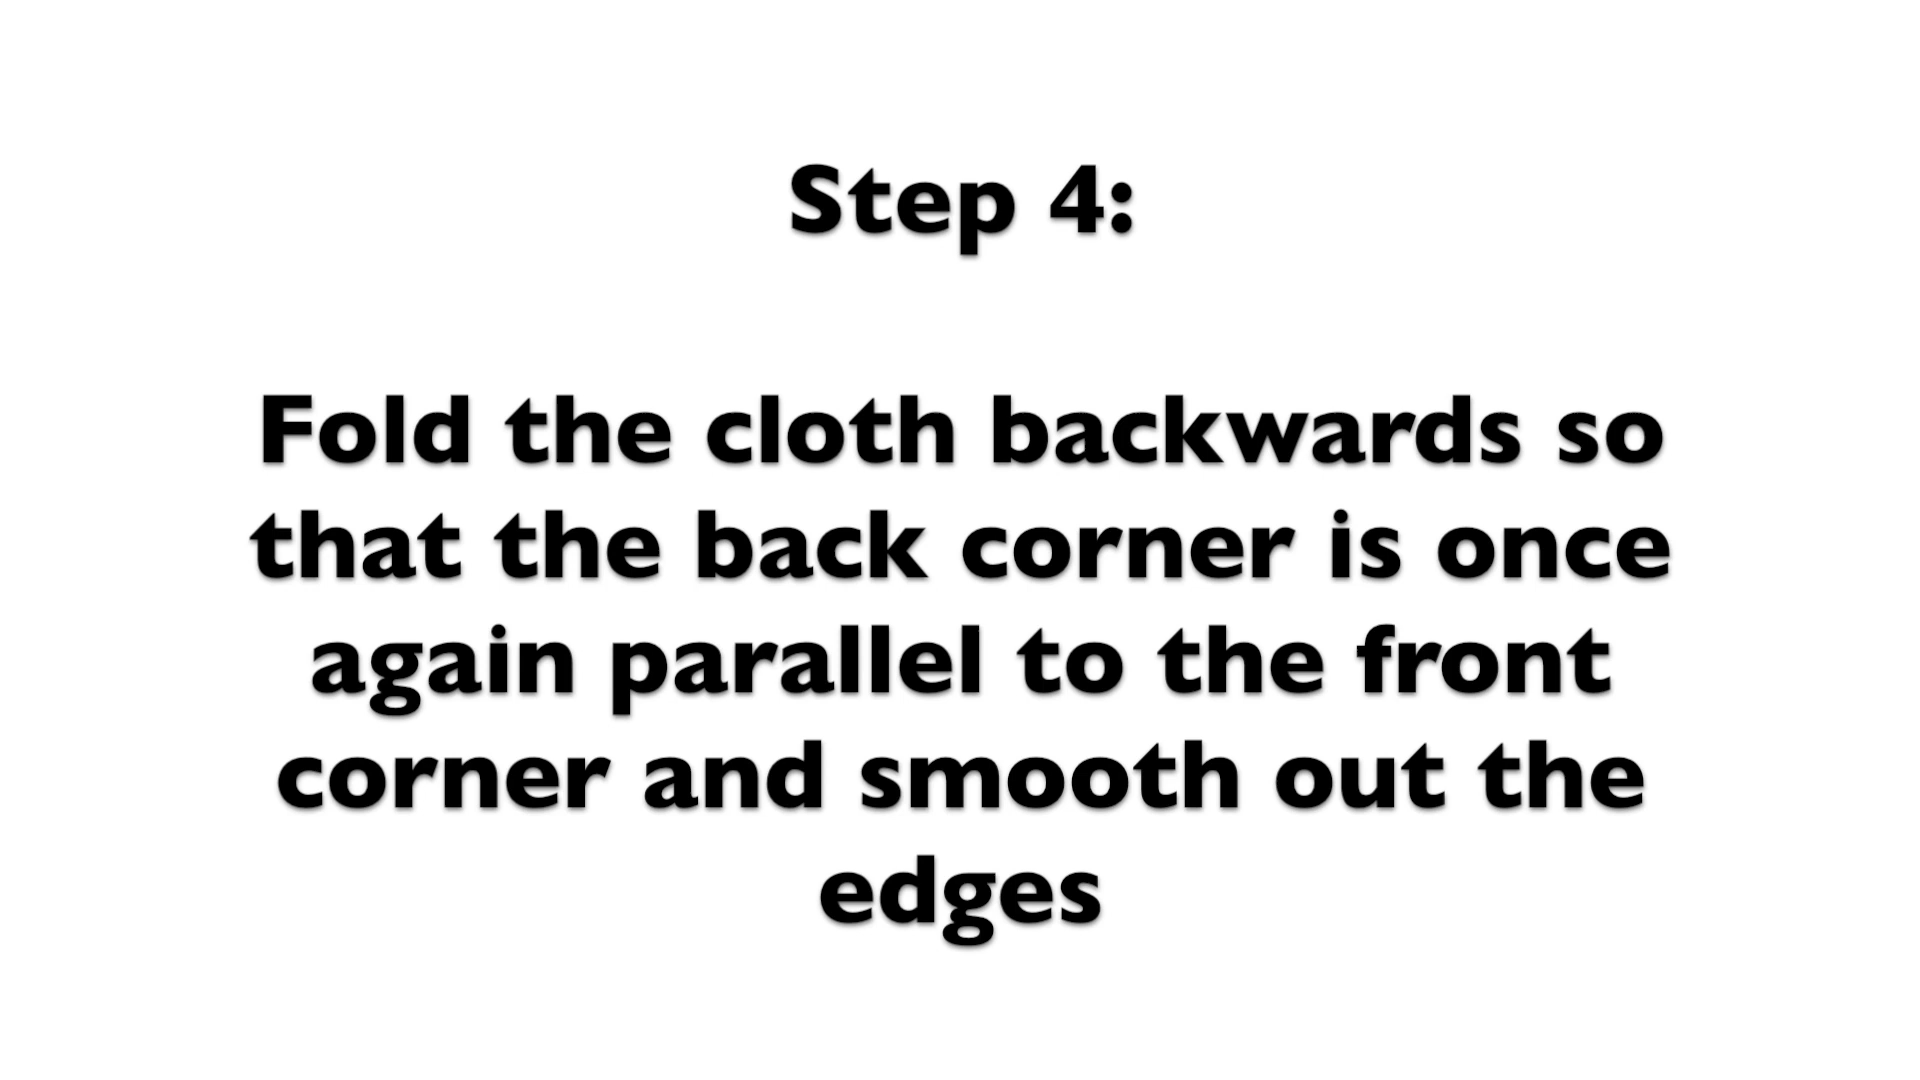 Step 4:
Fold the cloth backwards so
that the back corner is once
again parallel to the front
corner and smooth out the
edges